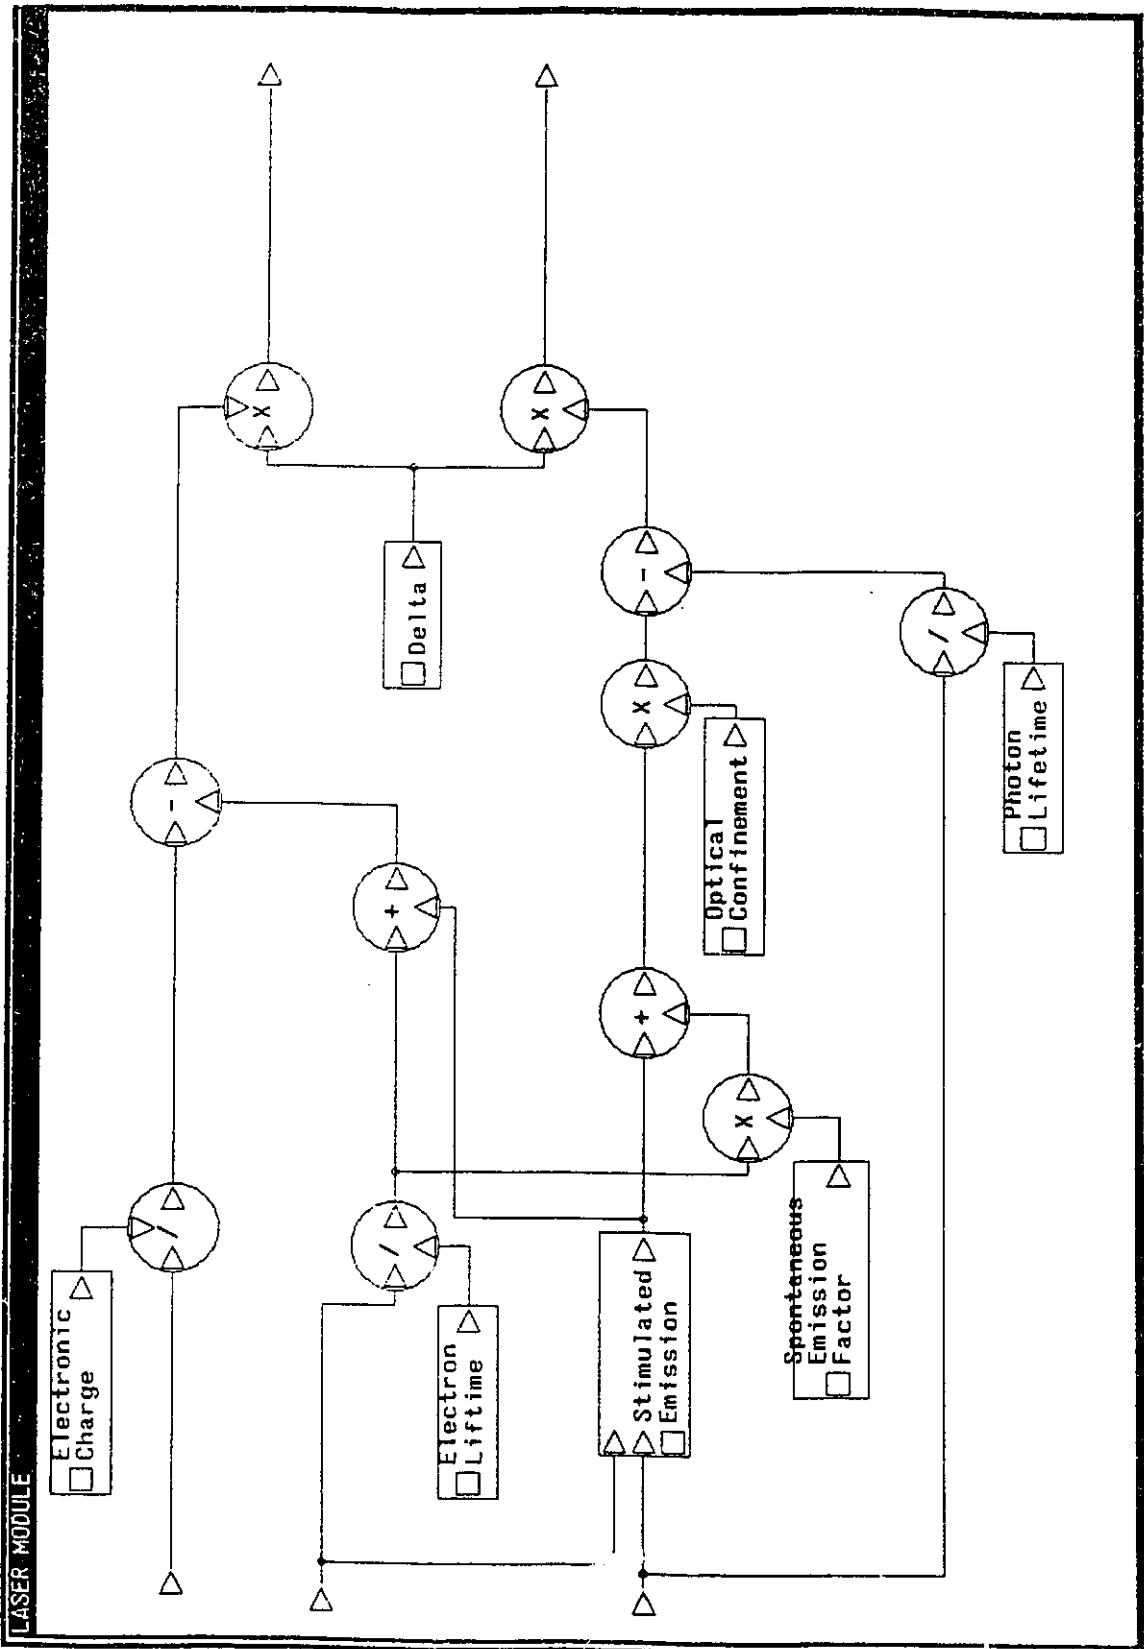 LASER MODULE
Electronic
Charge
/
-
X
Electron
Liftime
/
+
Delta
X
Stimulated
Emission
+
X
-
Spontaneous
Emission
Factor
X
Optical
Confinement
/
Photon
Lifetime